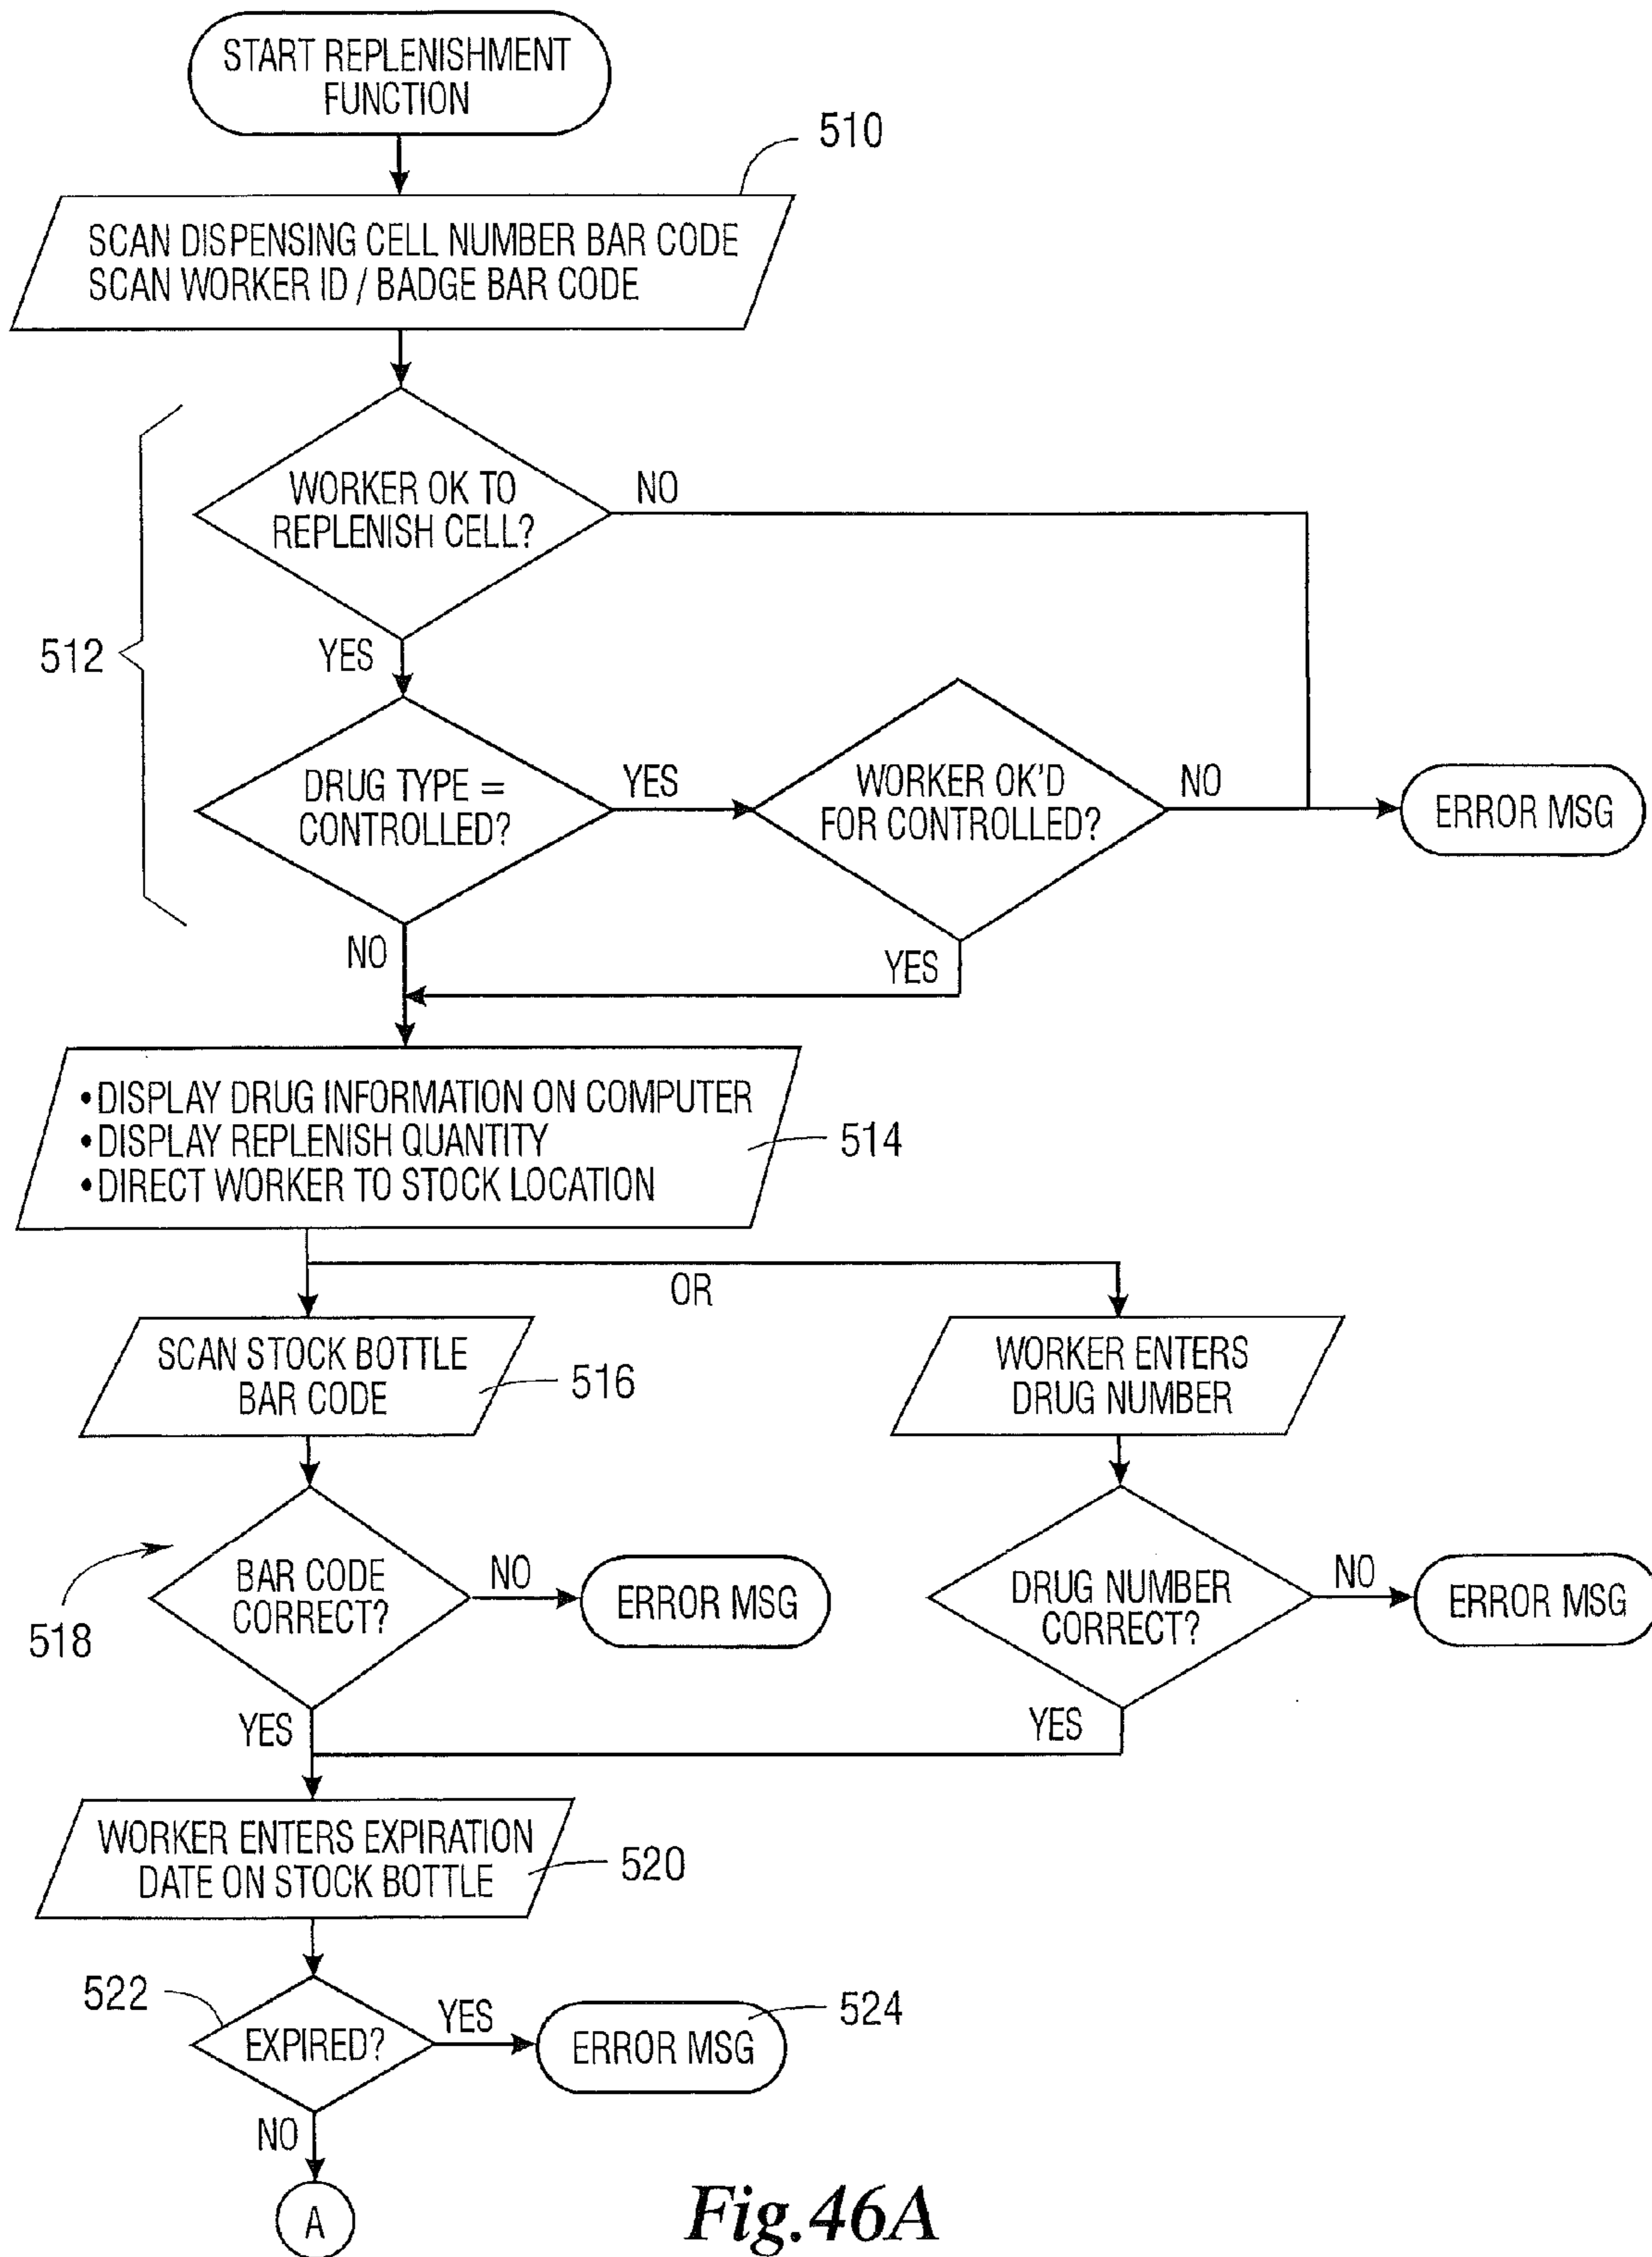 START REPLENISHMENT
FUNCTION
510
SCAN DISPENSING CELL NUMBER BAR CODE
SCAN WORKER ID / BADGE BAR CODE
WORKER OK TO
REPLENISH CELL?
NO
512
YES
DRUG TYPE =
CONTROLLED?
YES
WORKER OK'D
FOR CONTROLLED?
NO
ERROR MSG
NO
YES
•DISPLAY DRUG INFORMATION ON COMPUTER
•DISPLAY REPLENISH QUANTITY
•DIRECT WORKER TO STOCK LOCATION
514
OR
SCAN STOCK BOTTLE
BAR CODE
516
WORKER ENTERS
DRUG NUMBER
518
BAR CODE
CORRECT?
NO
ERROR MSG
DRUG NUMBER
CORRECT?
NO
ERROR MSG
YES
YES
WORKER ENTERS EXPIRATION
DATE ON STOCK BOTTLE
520
522
EXPIRED?
YES
ERROR MSG
524
NO
A
Fig.46A